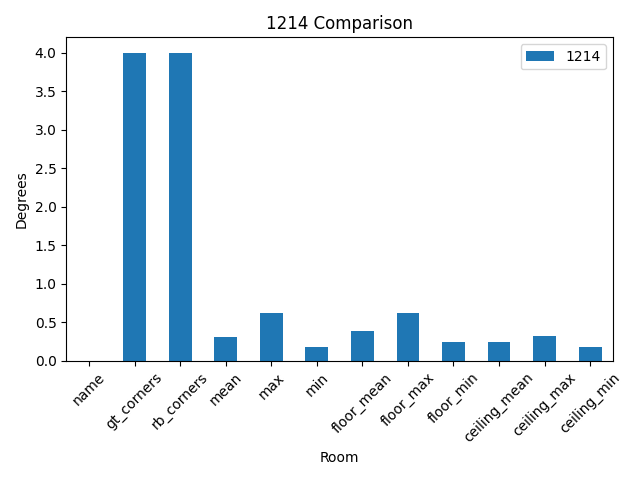 1214 Comparison
1214
4.0
3.5
3.0
2.5
2.0
1.5
1.0
0.5
0.0
Degrees
name
gt_corners
rb_corners
mean
max
min
floor_mean
floor_max
floor_min
ceiling_mean
ceiling_max
ceiling_min
Room